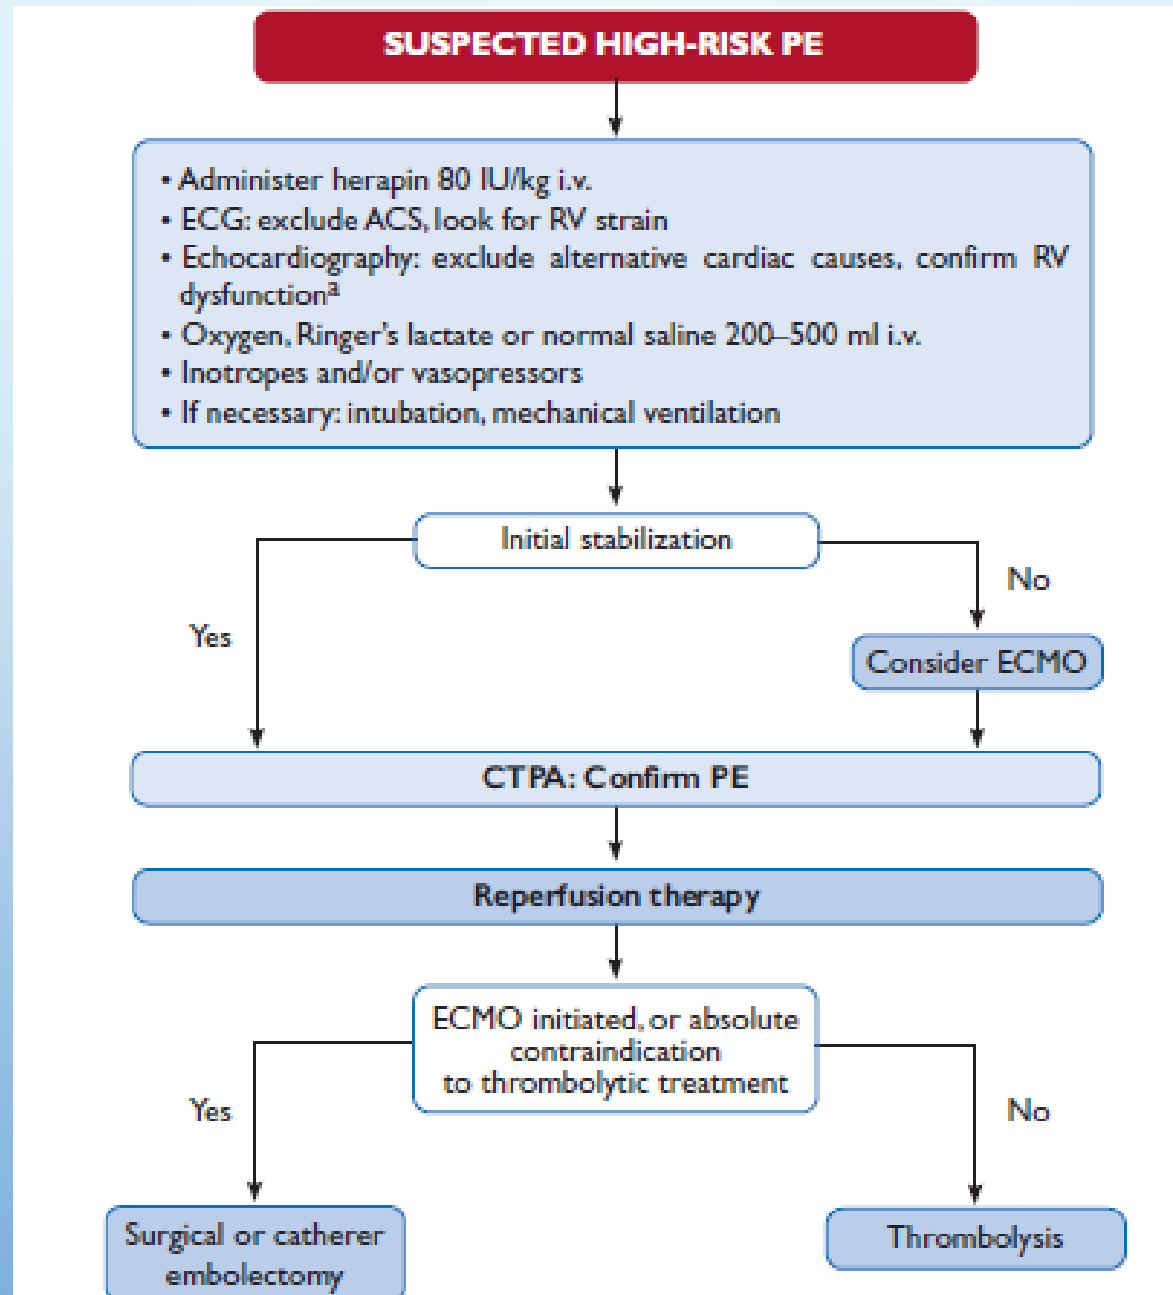 SUSPECTED HIGH-RISK PE
• Administer herapin 80 IU/kg i.v.
• ECG: exclude ACS, look for RV strain
• Echocardiography: exclude alternative cardiac causes, confirm RV
dysfunctionª
• Oxygen, Ringer's lactate or normal saline 200–500 ml i.v.
• Inotropes and/or vasopressors
• If necessary: intubation, mechanical ventilation
Initial stabilization
Yes
No
Consider ECMO
CTPA: Confirm PE
Reperfusion therapy
ECMO initiated, or absolute
contraindication
to thrombolytic treatment
Yes
No
Surgical or catherer
embolectomy
Thrombolysis